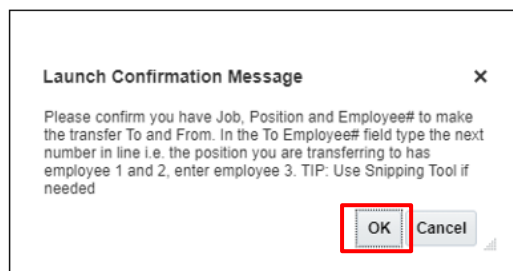 Launch Confirmation Message
Please confirm you have Job, Position and Employee# to make
the transfer To and From. In the To Employee# field type the next
number in line i.e. the position you are transferring to has
employee 1 and 2, enter employee 3. TIP: Use Snipping Tool if
needed
OK Cancel